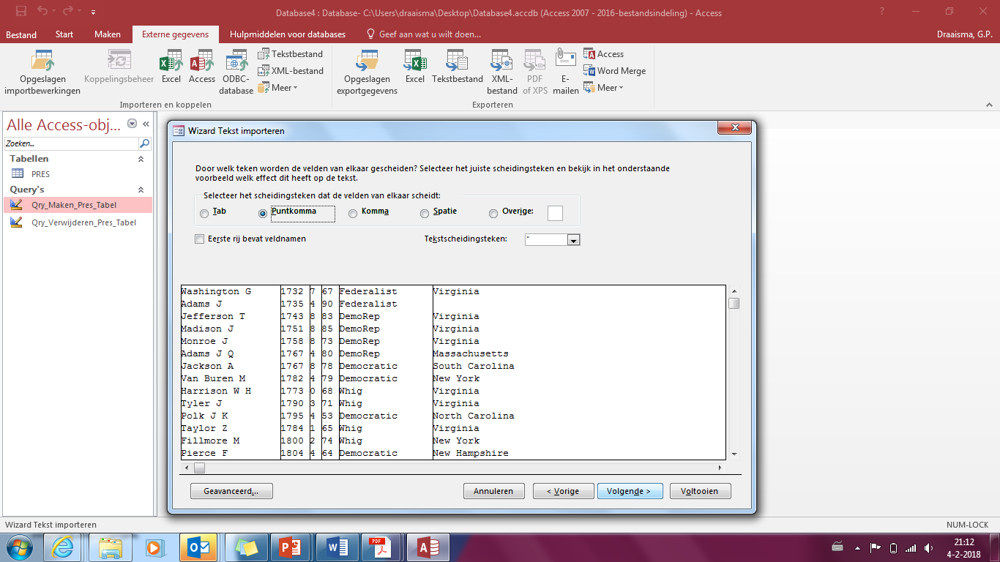 Database4 : Database- C:\Users\draaisma\Desktop\Database4.accdb (Access 2007 - 2016-bestandsindeling) - Access
?
Bestand Start Maken Externe gegevens Hulpmiddelen voor databases Geef aan wat u wilt doen... Draaisma, G.P.
Opgeslagen importbewerkingen
Koppelingsbeheer
Excel
Access
ODBC-database
Tekstbestand
XML-bestand
Meer
Importeren en koppelen
Opgeslagen exportgegevens
Excel
Tekstbestand
XML-bestand
PDF of XPS
E-mailen
Access
Word Merge
Meer
Exporteren
Alle Access-obj... «
Zoeken...
Tabellen
PRES
Query's
Qry_Maken_Pres_Tabel
Qry_Verwijderen_Pres_Tabel
Wizard Tekst importeren
Door welk teken worden de velden van elkaar gescheiden? Selecteer het juiste scheidingsteken en bekijk in het onderstaande
voorbeeld welk effect dit heeft op de tekst.
Selecteer het scheidingsteken dat de velden van elkaar scheidt:
Tab Puntkomma Komma Spatie Overige:
Eerste rij bevat veldnamen Tekstscheidingsteken: "
Washington G 1732 7 67 Federalist Virginia
Adams J 1735 4 90 Federalist
Jefferson T 1743 8 83 DemoRep Virginia
Madison J 1751 8 85 DemoRep Virginia
Monroe J 1758 8 73 DemoRep Virginia
Adams J Q 1767 4 80 DemoRep Massachusetts
Jackson A 1767 8 78 Democratic South Carolina
Van Buren M 1782 4 79 Democratic New York
Harrison W H 1773 0 68 Whig Virginia
Tyler J 1790 3 71 Whig Virginia
Polk J K 1795 4 53 Democratic North Carolina
Taylor Z 1784 1 65 Whig Virginia
Fillmore M 1800 2 74 Whig New York
Pierce F 1804 4 64 Democratic New Hampshire
Geavanceerd... Annuleren < Vorige Volgende > Voltooien
Wizard Tekst importeren NUM-LOCK
21:12
4-2-2018